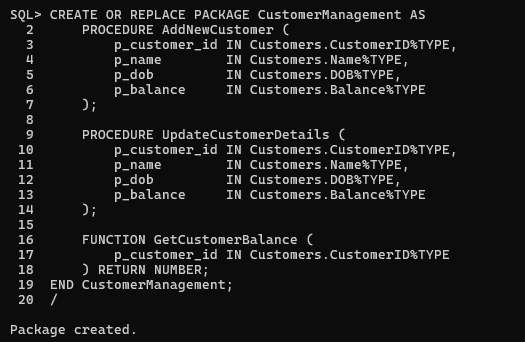 SQL> CREATE OR REPLACE PACKAGE CustomerManagement AS
  2      PROCEDURE AddNewCustomer (
  3          p_customer_id IN Customers.CustomerID%TYPE,
  4          p_name        IN Customers.Name%TYPE,
  5          p_dob         IN Customers.DOB%TYPE,
  6          p_balance     IN Customers.Balance%TYPE
  7      );
  8
  9      PROCEDURE UpdateCustomerDetails (
 10          p_customer_id IN Customers.CustomerID%TYPE,
 11          p_name        IN Customers.Name%TYPE,
 12          p_dob         IN Customers.DOB%TYPE,
 13          p_balance     IN Customers.Balance%TYPE
 14      );
 15
 16      FUNCTION GetCustomerBalance (
 17          p_customer_id IN Customers.CustomerID%TYPE
 18      ) RETURN NUMBER;
 19  END CustomerManagement;
 20  /

Package created.